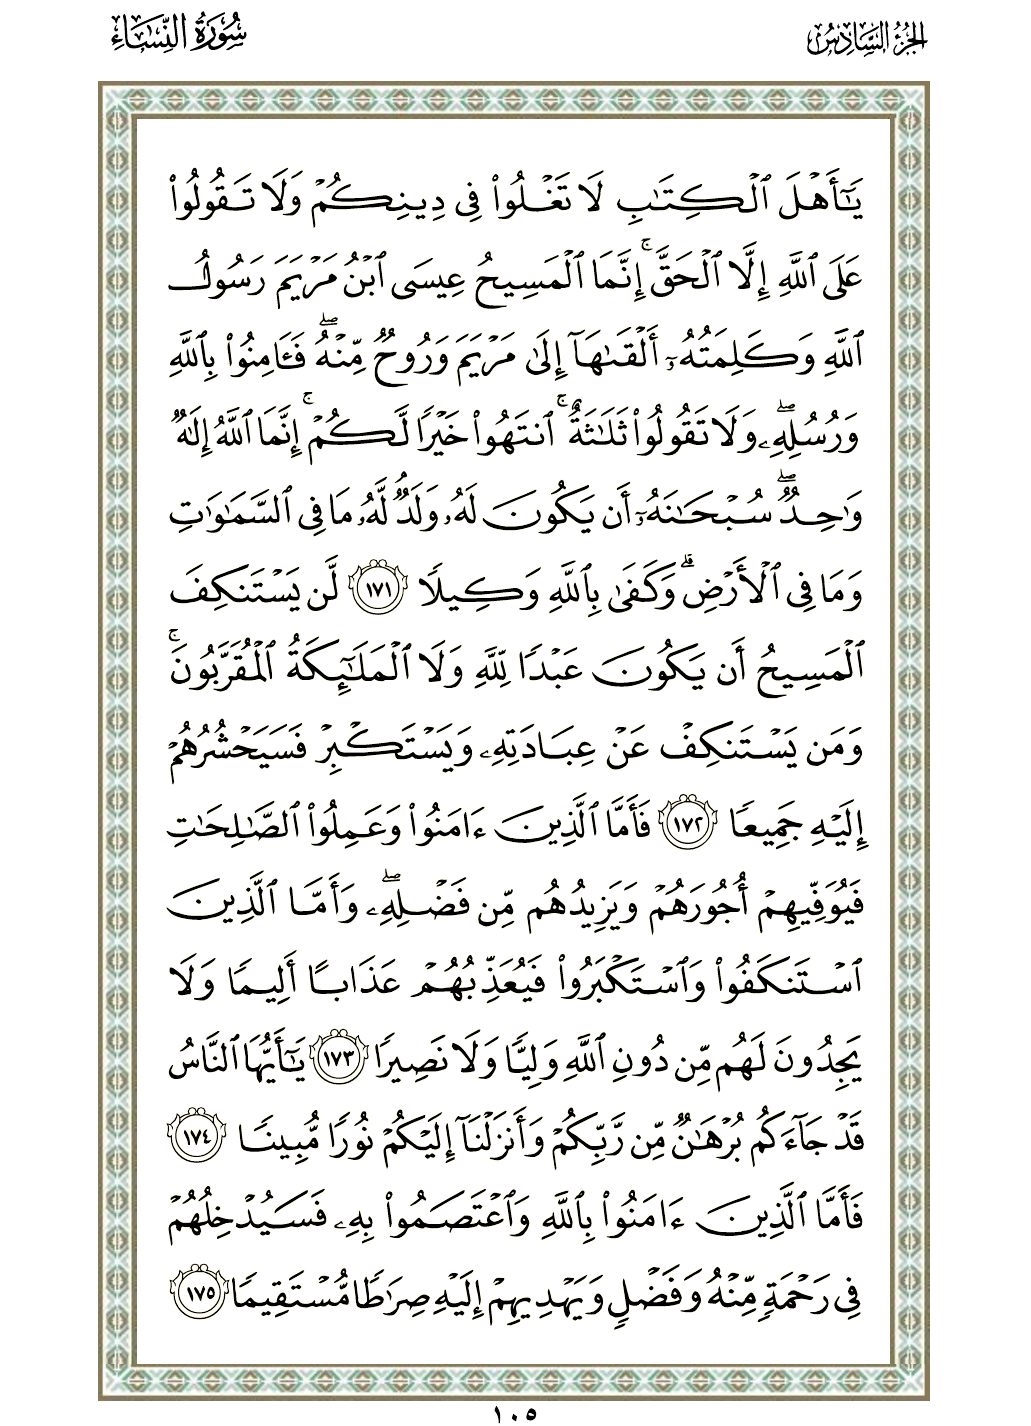 الجزء السادس
سورة النساء
يَٰٓأَهۡلَ ٱلۡكِتَٰبِ لَا تَغۡلُواْ فِي دِينِكُمۡ وَلَا تَقُولُواْ
عَلَى ٱللَّهِ إِلَّا ٱلۡحَقَّۚ إِنَّمَا ٱلۡمَسِيحُ عِيسَى ٱبۡنُ مَرۡيَمَ رَسُولُ
ٱللَّهِ وَكَلِمَتُهُۥٓ أَلۡقَىٰهَآ إِلَىٰ مَرۡيَمَ وَرُوحٞ مِّنۡهُۖ فَـَٔامِنُواْ بِٱللَّهِ
وَرُسُلِهِۦۖ وَلَا تَقُولُواْ ثَلَٰثَةٌۚ ٱنتَهُواْ خَيۡرٗا لَّكُمۡۚ إِنَّمَا ٱللَّهُ إِلَٰهٞ
وَٰحِدٞۖ سُبۡحَٰنَهُۥٓ أَن يَكُونَ لَهُۥ وَلَدٞۘ لَّهُۥ مَا فِي ٱلسَّمَٰوَٰتِ
وَمَا فِي ٱلۡأَرۡضِۗ وَكَفَىٰ بِٱللَّهِ وَكِيلٗا ١٧١ لَّن يَسۡتَنكِفَ
ٱلۡمَسِيحُ أَن يَكُونَ عَبۡدٗا لِّلَّهِ وَلَا ٱلۡمَلَٰٓئِكَةُ ٱلۡمُقَرَّبُونَۚ
وَمَن يَسۡتَنكِفۡ عَنۡ عِبَادَتِهِۦ وَيَسۡتَكۡبِرۡ فَسَيَحۡشُرُهُمۡ
إِلَيۡهِ جَمِيعٗا ١٧٢ فَأَمَّا ٱلَّذِينَ ءَامَنُواْ وَعَمِلُواْ ٱلصَّٰلِحَٰتِ
فَيُوَفِّيهِمۡ أُجُورَهُمۡ وَيَزِيدُهُم مِّن فَضۡلِهِۦۖ وَأَمَّا ٱلَّذِينَ
ٱسۡتَنكَفُواْ وَٱسۡتَكۡبَرُواْ فَيُعَذِّبُهُمۡ عَذَابًا أَلِيمٗا وَلَا
يَجِدُونَ لَهُم مِّن دُونِ ٱللَّهِ وَلِيّٗا وَلَا نَصِيرٗا ١٧٣ يَٰٓأَيُّهَا ٱلنَّاسُ
قَدۡ جَآءَكُم بُرۡهَٰنٞ مِّن رَّبِّكُمۡ وَأَنزَلۡنَآ إِلَيۡكُمۡ نُورٗا مُّبِينٗا ١٧٤
فَأَمَّا ٱلَّذِينَ ءَامَنُواْ بِٱللَّهِ وَٱعۡتَصَمُواْ بِهِۦ فَسَيُدۡخِلُهُمۡ
فِي رَحۡمَةٖ مِّنۡهُ وَفَضۡلٖ وَيَهۡدِيهِمۡ إِلَيۡهِ صِرَٰطٗا مُّسۡتَقِيمٗا ١٧٥
١٠٥